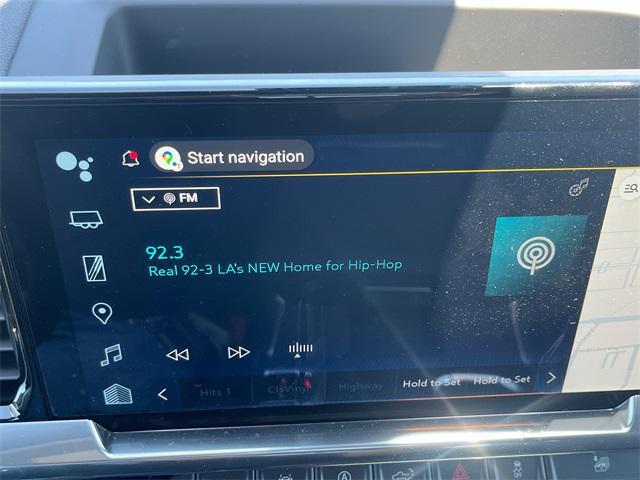 Start navigation
FM
92.3
Real 92-3 LA's NEW Home for Hip-Hop
Hits 1 ClsVinyl Highway Hold to Set Hold to Set